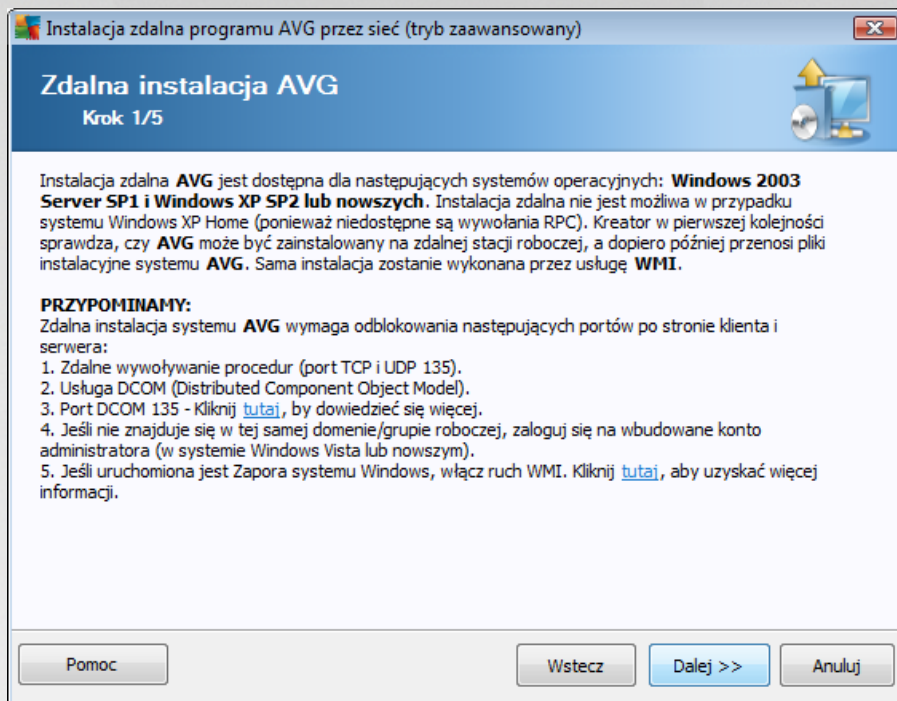 Instalacja zdalna programu AVG przez sieć (tryb zaawansowany)
Zdalna instalacja AVG
Krok 1/5
Instalacja zdalna AVG jest dostępna dla następujących systemów operacyjnych: Windows 2003
Server SP1 i Windows XP SP2 lub nowszych. Instalacja zdalna nie jest możliwa w przypadku
systemu Windows XP Home (ponieważ niedostępne są wywołania RPC). Kreator w pierwszej kolejności
sprawdza, czy AVG może być zainstalowany na zdalnej stacji roboczej, a dopiero później przenosi pliki
instalacyjne systemu AVG. Sama instalacja zostanie wykonana przez usługę WMI.
PRZYPOMINAMY:
Zdalna instalacja systemu AVG wymaga odblokowania następujących portów po stronie klienta i
serwera:
1. Zdalne wywoływanie procedur (port TCP i UDP 135).
2. Usługa DCOM (Distributed Component Object Model).
3. Port DCOM 135 - Kliknij tutaj, by dowiedzieć się więcej.
4. Jeśli nie znajduje się w tej samej domenie/grupie roboczej, zaloguj się na wbudowane konto
administratora (w systemie Windows Vista lub nowszym).
5. Jeśli uruchomiona jest Zapora systemu Windows, włącz ruch WMI. Kliknij tutaj, aby uzyskać więcej
informacji.
Pomoc
Wstecz
Dalej >>
Anuluj